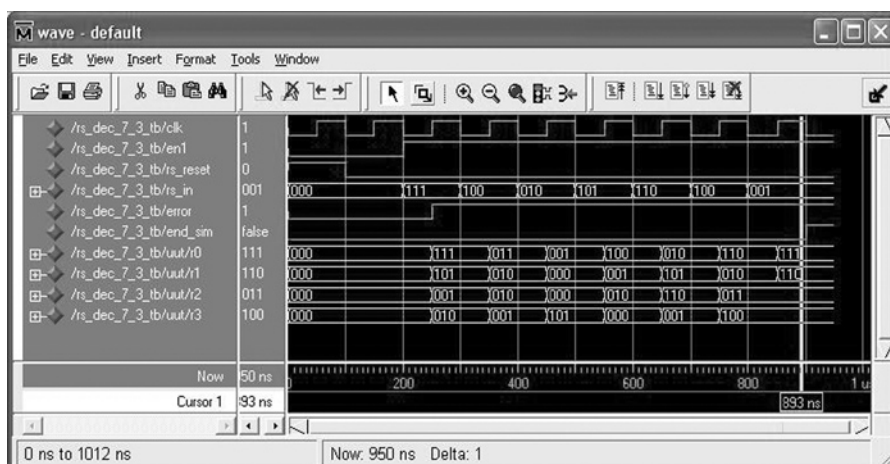 wave - default
File Edit View Insert Format Tools Window
/rs_dec_7_3_tb/clk 1
/rs_dec_7_3_tb/en1 1
/rs_dec_7_3_tb/rs_reset 0
/rs_dec_7_3_tb/rs_in 001 000 111 100 010 101 110 100 001
/rs_dec_7_3_tb/error 1
/rs_dec_7_3_tb/end_sim false
/rs_dec_7_3_tb/uut/r0 111 000 111 011 001 100 010 110 111
/rs_dec_7_3_tb/uut/r1 110 000 101 010 000 001 101 010 110
/rs_dec_7_3_tb/uut/r2 011 000 001 010 000 010 110 011
/rs_dec_7_3_tb/uut/r3 100 000 010 001 101 000 001 100
Now 50 ns 200 400 600 800 1 u
Cursor 1 93 ns 893 ns
0 ns to 1012 ns Now: 950 ns Delta: 1